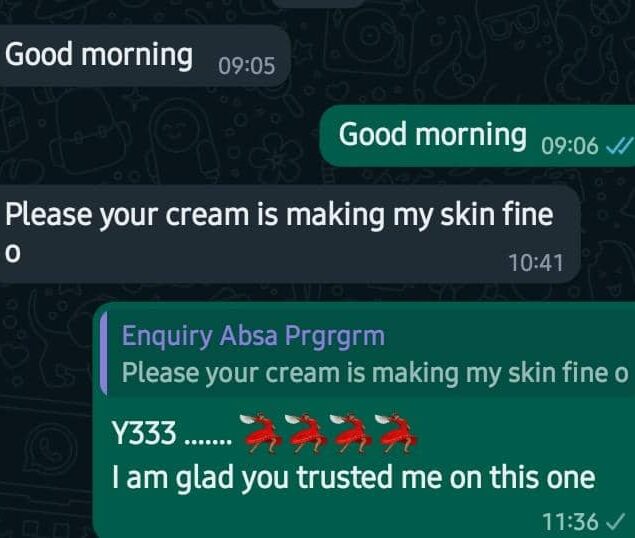 Good morning 09:05
Good morning 09:06
Please your cream is making my skin fine
o
10:41
Enquiry Absa Prgrgrm
Please your cream is making my skin fine o
Y333 ....... 💃💃💃💃
I am glad you trusted me on this one
11:36